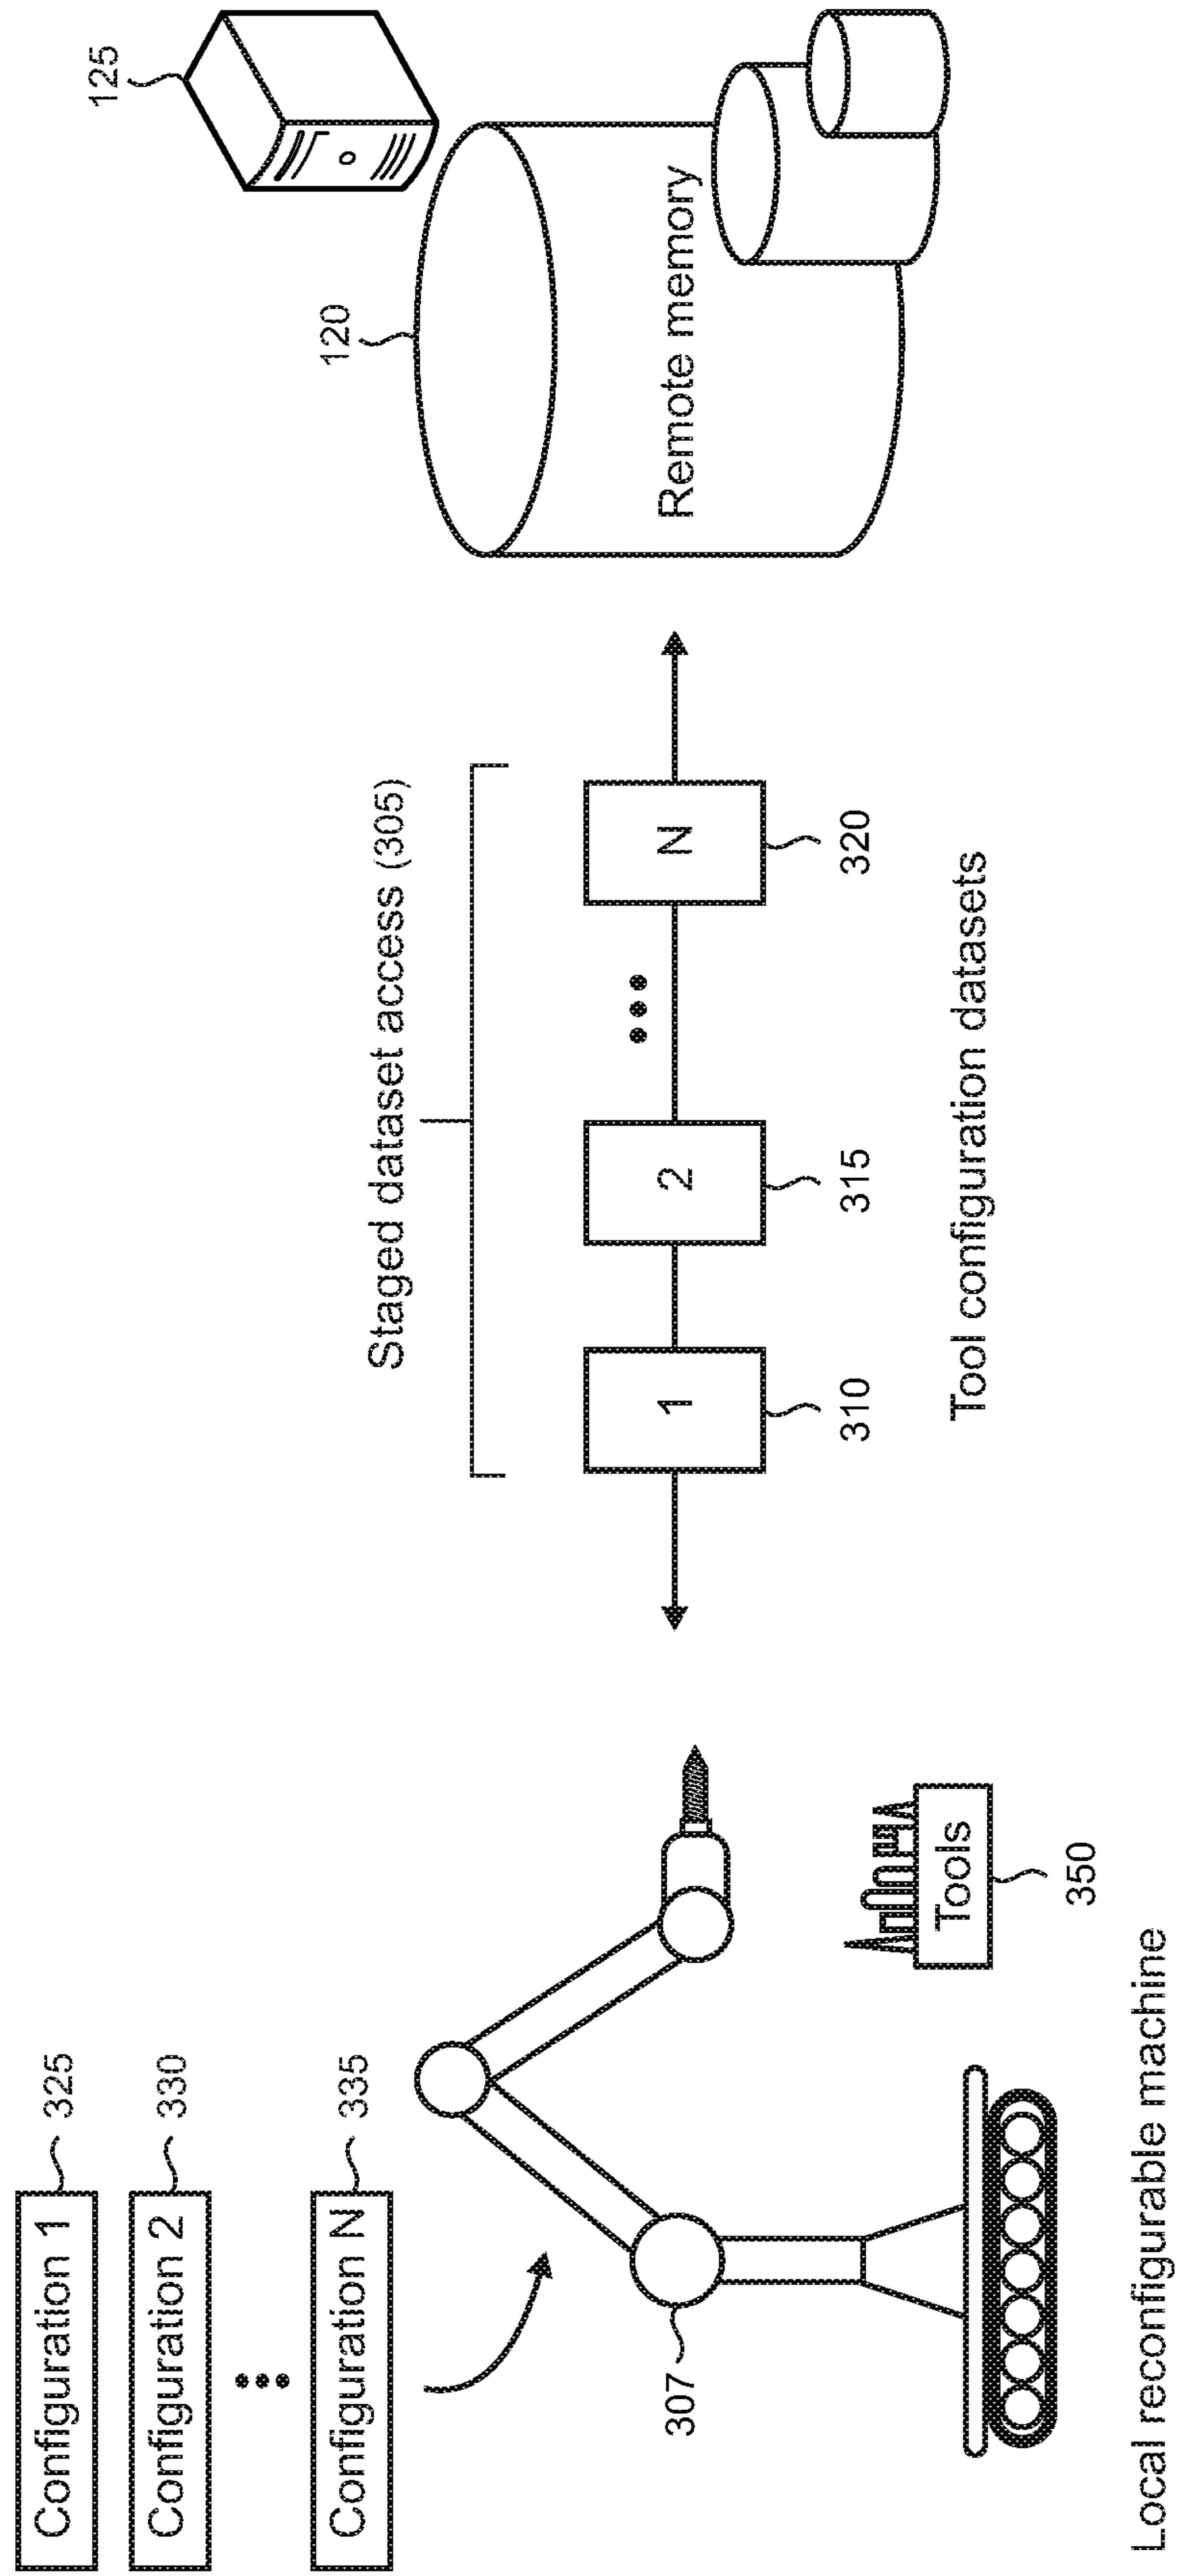 Configuration 1
325
Configuration 2
330
Configuration N
335
307
Tools
350
Local reconfigurable machine
Staged dataset access (305)
1
2
N
310
315
320
Tool configuration datasets
125
120
Remote memory